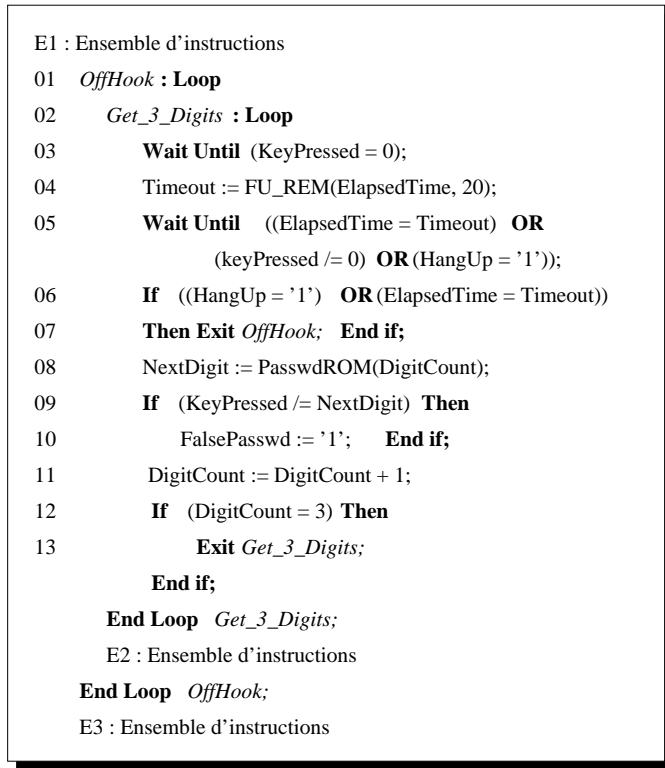 E1 : Ensemble d'instructions
01 OffHook : Loop
02 Get_3_Digits : Loop
03 Wait Until (KeyPressed = 0);
04 Timeout := FU_REM(ElapsedTime, 20);
05 Wait Until ((ElapsedTime = Timeout) OR
(keyPressed /= 0) OR (HangUp = '1'));
06 If ((HangUp = '1') OR (ElapsedTime = Timeout))
07 Then Exit OffHook; End if;
08 NextDigit := PasswdROM(DigitCount);
09 If (KeyPressed /= NextDigit) Then
10 FalsePasswd := '1'; End if;
11 DigitCount := DigitCount + 1;
12 If (DigitCount = 3) Then
13 Exit Get_3_Digits;
End if;
End Loop Get_3_Digits;
E2 : Ensemble d'instructions
End Loop OffHook;
E3 : Ensemble d'instructions